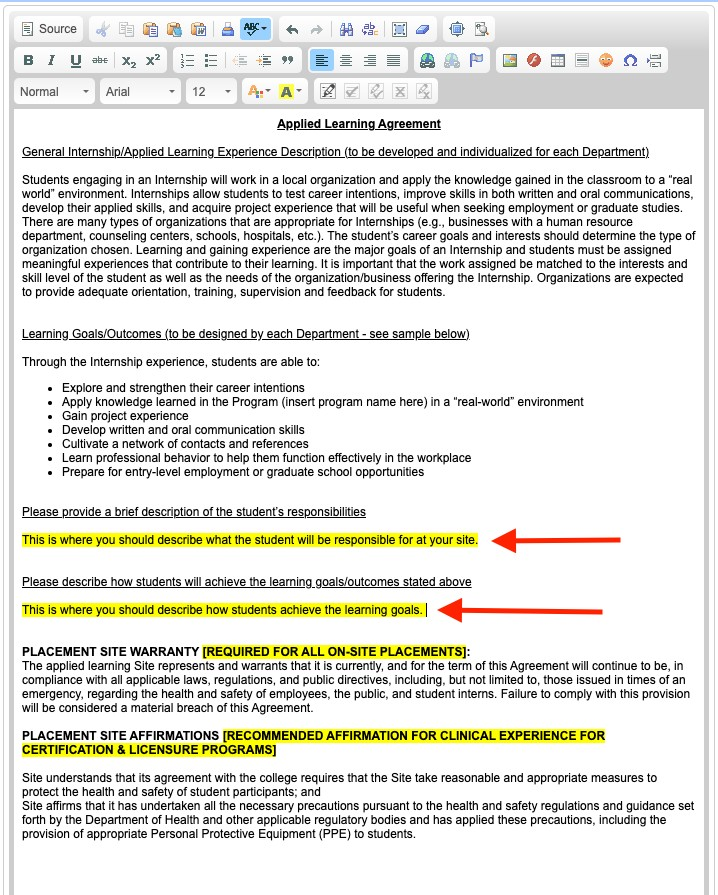 Source
ABC
B I U abc X₂ X²
Normal Arial 12 A A
Applied Learning Agreement
General Internship/Applied Learning Experience Description (to be developed and individualized for each Department)
Students engaging in an Internship will work in a local organization and apply the knowledge gained in the classroom to a “real
world” environment. Internships allow students to test career intentions, improve skills in both written and oral communications,
develop their applied skills, and acquire project experience that will be useful when seeking employment or graduate studies.
There are many types of organizations that are appropriate for Internships (e.g., businesses with a human resource
department, counseling centers, schools, hospitals, etc.). The student’s career goals and interests should determine the type of
organization chosen. Learning and gaining experience are the major goals of an Internship and students must be assigned
meaningful experiences that contribute to their learning. It is important that the work assigned be matched to the interests and
skill level of the student as well as the needs of the organization/business offering the Internship. Organizations are expected
to provide adequate orientation, training, supervision and feedback for students.
Learning Goals/Outcomes (to be designed by each Department - see sample below)
Through the Internship experience, students are able to:
• Explore and strengthen their career intentions
• Apply knowledge learned in the Program (insert program name here) in a “real-world” environment
• Gain project experience
• Develop written and oral communication skills
• Cultivate a network of contacts and references
• Learn professional behavior to help them function effectively in the workplace
• Prepare for entry-level employment or graduate school opportunities
Please provide a brief description of the student’s responsibilities
This is where you should describe what the student will be responsible for at your site.
Please describe how students will achieve the learning goals/outcomes stated above
This is where you should describe how students achieve the learning goals.
PLACEMENT SITE WARRANTY [REQUIRED FOR ALL ON-SITE PLACEMENTS]:
The applied learning Site represents and warrants that it is currently, and for the term of this Agreement will continue to be, in
compliance with all applicable laws, regulations, and public directives, including, but not limited to, those issued in times of an
emergency, regarding the health and safety of employees, the public, and student interns. Failure to comply with this provision
will be considered a material breach of this Agreement.
PLACEMENT SITE AFFIRMATIONS [RECOMMENDED AFFIRMATION FOR CLINICAL EXPERIENCE FOR
CERTIFICATION & LICENSURE PROGRAMS]
Site understands that its agreement with the college requires that the Site take reasonable and appropriate measures to
protect the health and safety of student participants; and
Site affirms that it has undertaken all the necessary precautions pursuant to the health and safety regulations and guidance set
forth by the Department of Health and other applicable regulatory bodies and has applied these precautions, including the
provision of appropriate Personal Protective Equipment (PPE) to students.